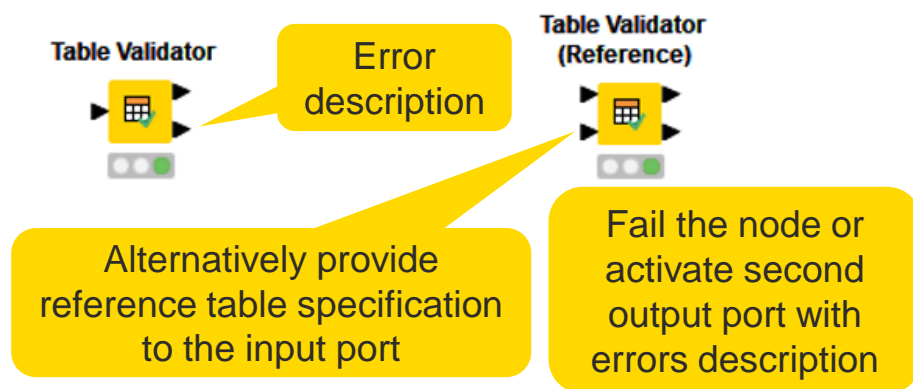 Table Validator
Error
description
Table Validator
(Reference)
Alternatively provide
reference table specification
to the input port
Fail the node or
activate second
output port with
errors description